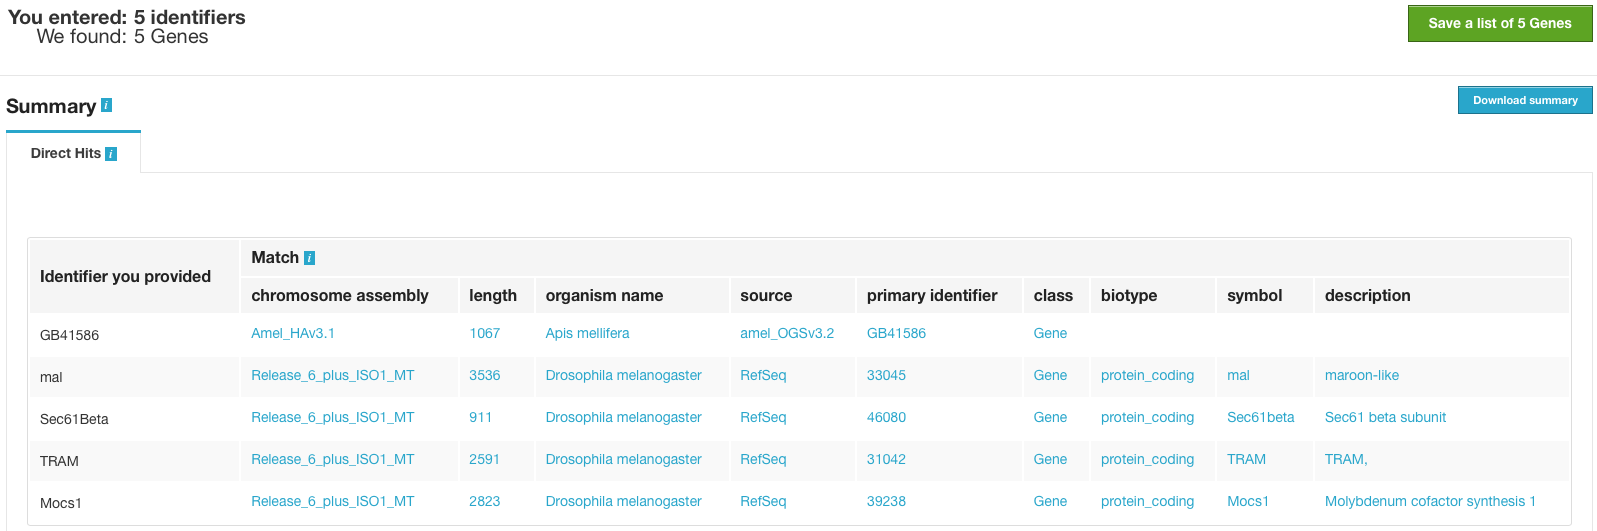 You entered: 5 identifiers
We found: 5 Genes
Save a list of 5 Genes
Summary i
Download summary
Direct Hits i
Identifier you provided
Match i
chromosome assembly length organism name source primary identifier class biotype symbol description
GB41586 Amel_HAv3.1 1067 Apis mellifera amel_OGSv3.2 GB41586 Gene
mal Release_6_plus_ISO1_MT 3536 Drosophila melanogaster RefSeq 33045 Gene protein_coding mal maroon-like
Sec61Beta Release_6_plus_ISO1_MT 911 Drosophila melanogaster RefSeq 46080 Gene protein_coding Sec61beta Sec61 beta subunit
TRAM Release_6_plus_ISO1_MT 2591 Drosophila melanogaster RefSeq 31042 Gene protein_coding TRAM TRAM,
Mocs1 Release_6_plus_ISO1_MT 2823 Drosophila melanogaster RefSeq 39238 Gene protein_coding Mocs1 Molybdenum cofactor synthesis 1